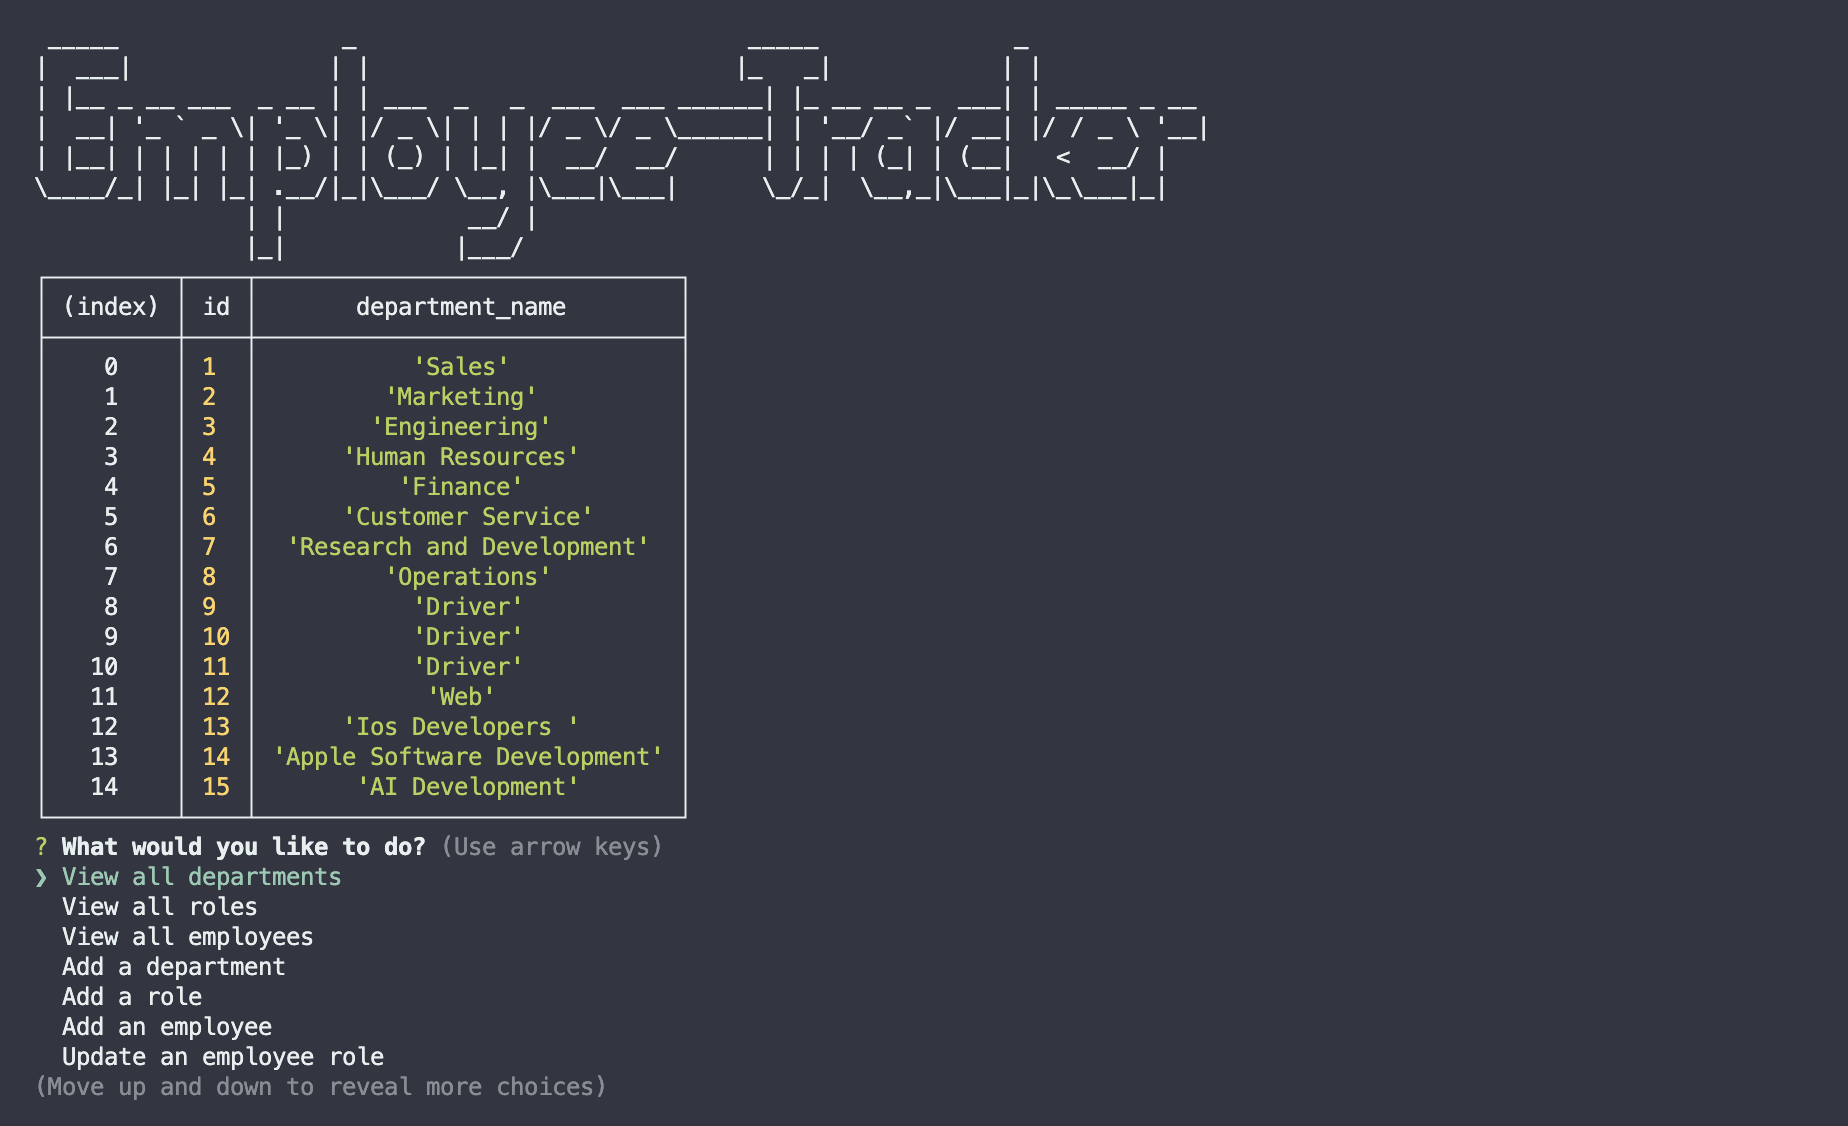 Employee-Tracker
(index) id department_name
0 1 'Sales'
1 2 'Marketing'
2 3 'Engineering'
3 4 'Human Resources'
4 5 'Finance'
5 6 'Customer Service'
6 7 'Research and Development'
7 8 'Operations'
8 9 'Driver'
9 10 'Driver'
10 11 'Driver'
11 12 'Web'
12 13 'Ios Developers '
13 14 'Apple Software Development'
14 15 'AI Development'
? What would you like to do? (Use arrow keys)
❯ View all departments
View all roles
View all employees
Add a department
Add a role
Add an employee
Update an employee role
(Move up and down to reveal more choices)